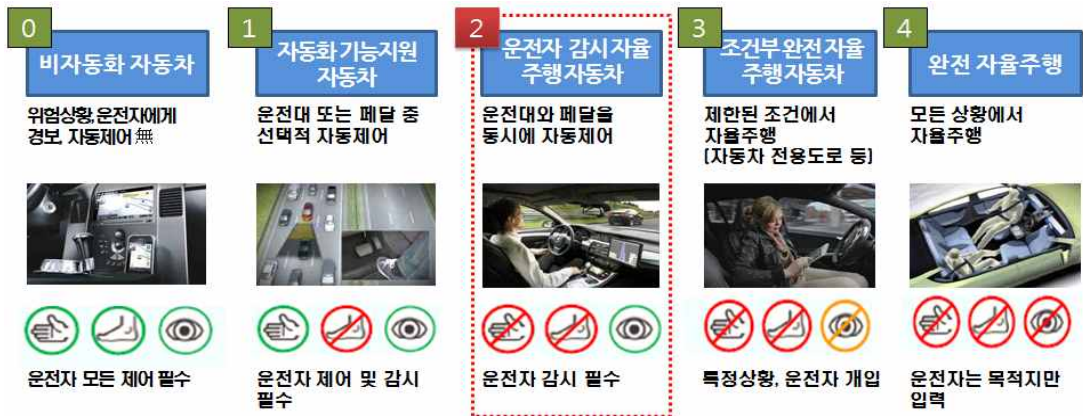 0
비자동화 자동차
위험상황,운전자에게
경보, 자동제어 無
운전자 모든 제어 필수
1
자동화 기능지원
자동차
운전대 또는 페달 중
선택적 자동제어
운전자 제어 및 감시
필수
2
운전자 감시 자율
주행 자동차
운전대와 페달을
동시에 자동제어
운전자 감시 필수
3
조건부 완전 자율
주행 자동차
제한된 조건에서
자율주행
(자동차 전용도로 등)
특정상황, 운전자 개입
4
완전 자율주행
모든 상황에서
자율주행
운전자는 목적지만
입력